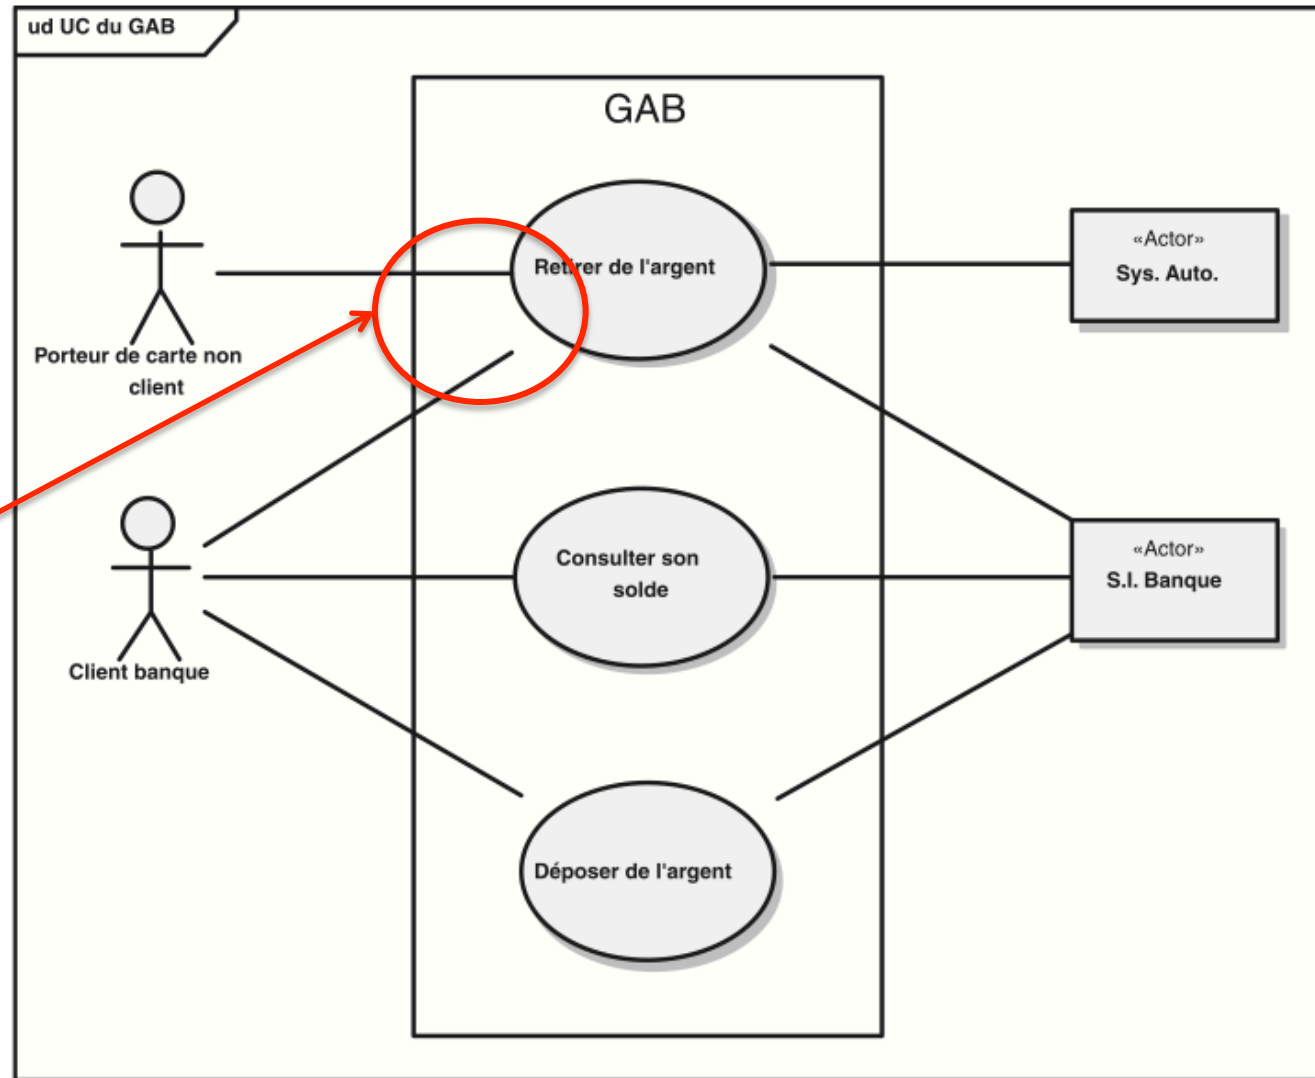 ud UC du GAB
GAB
Retirer de l'argent
«Actor»
Sys. Auto.
Porteur de carte non
client
Consulter son
solde
«Actor»
S.I. Banque
Client banque
Déposer de l'argent